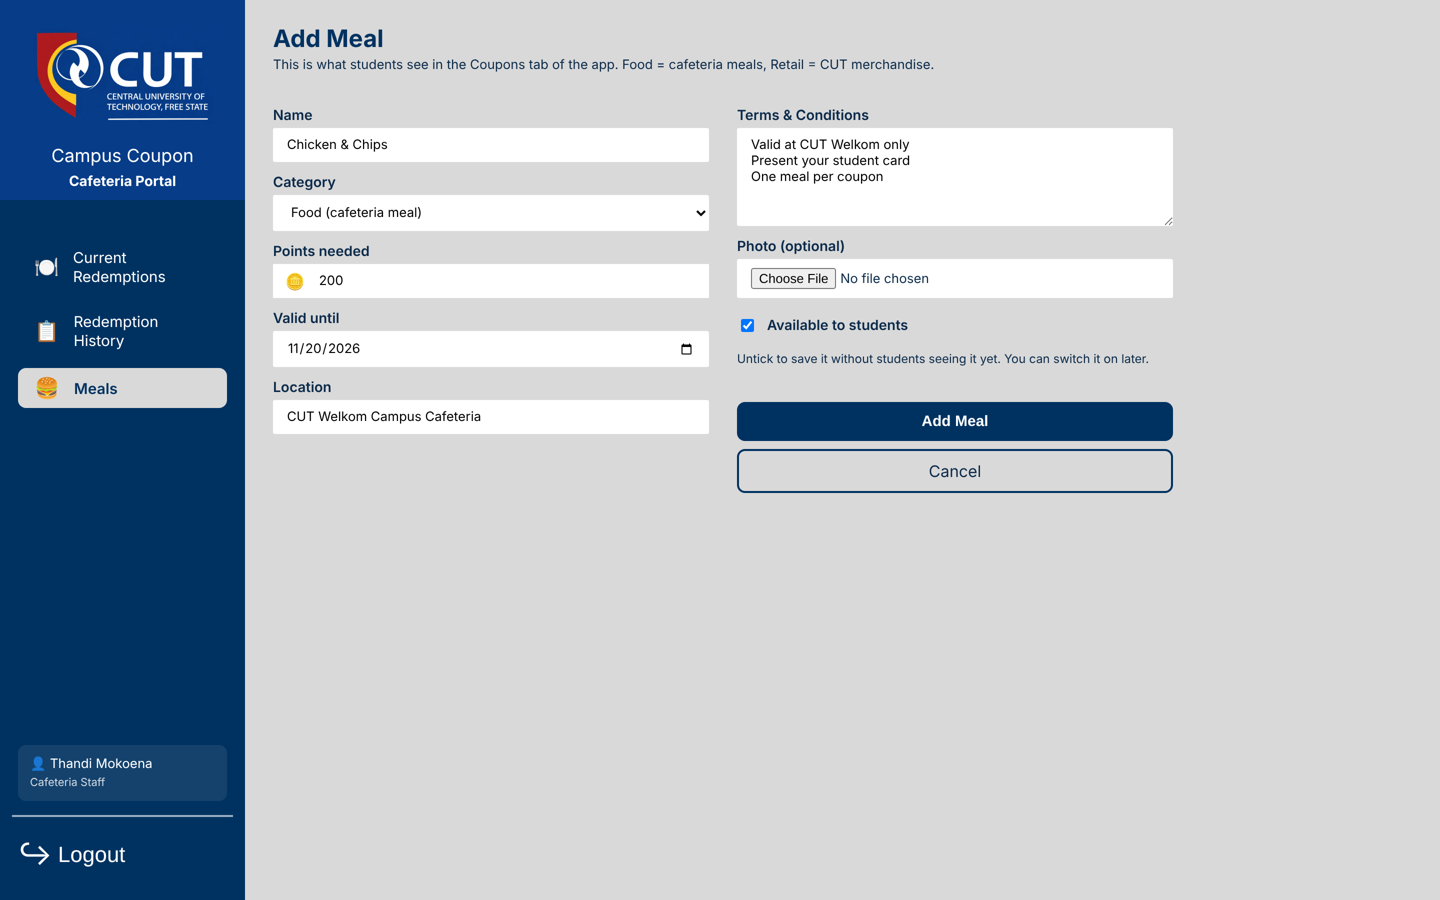 CUT
CENTRAL UNIVERSITY OF
TECHNOLOGY, FREE STATE
Campus Coupon
Cafeteria Portal
Current
Redemptions
Redemption
History
Meals
Thandi Mokoena
Cafeteria Staff
Logout
Add Meal
This is what students see in the Coupons tab of the app. Food = cafeteria meals, Retail = CUT merchandise.
Name
Chicken & Chips
Category
Food (cafeteria meal)
Points needed
200
Valid until
11/20/2026
Location
CUT Welkom Campus Cafeteria
Terms & Conditions
Valid at CUT Welkom only
Present your student card
One meal per coupon
Photo (optional)
Choose File No file chosen
Available to students
Untick to save it without students seeing it yet. You can switch it on later.
Add Meal
Cancel